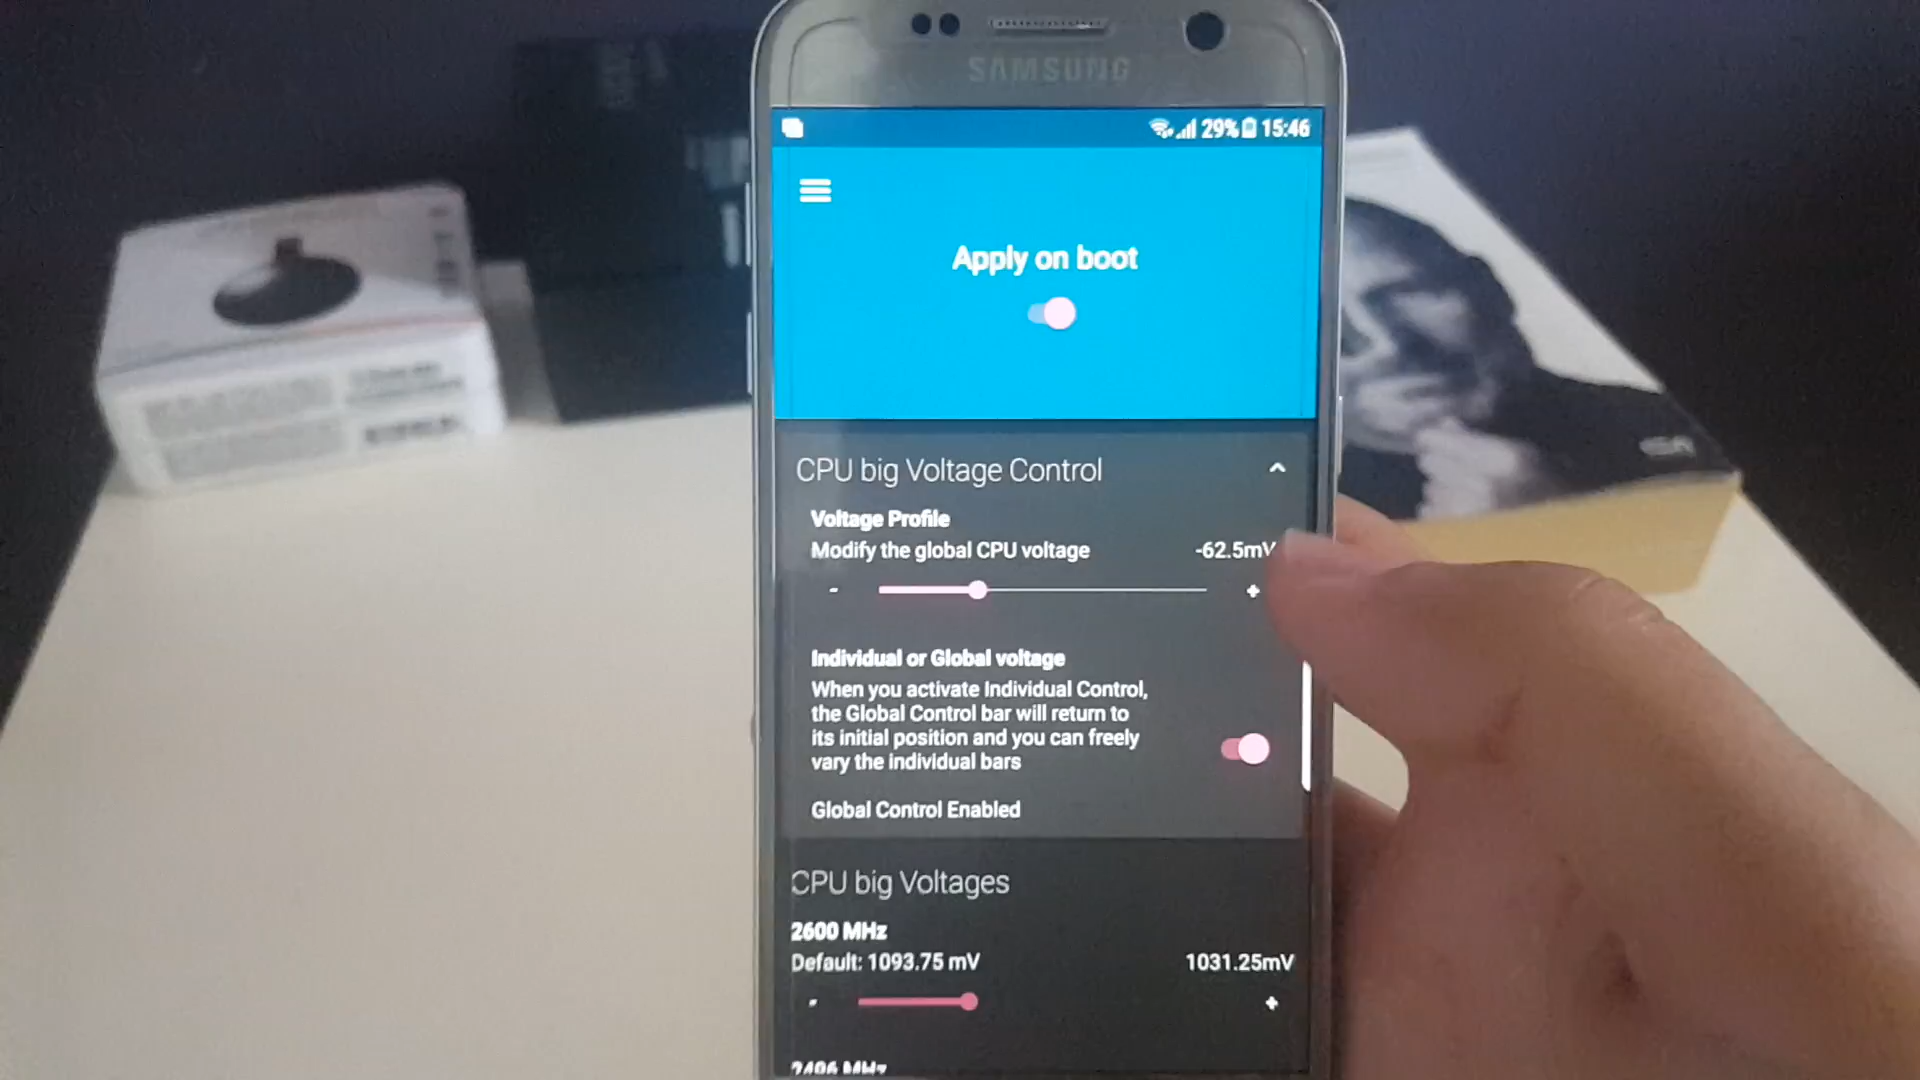 SAMSUNG
29% 15:46
Apply on boot
CPU big Voltage Control
Voltage Profile
Modify the global CPU voltage -62.5mV
- +
Individual or Global voltage
When you activate Individual Control,
the Global Control bar will return to
its initial position and you can freely
vary the individual bars
Global Control Enabled
CPU big Voltages
2600 MHz
Default: 1093.75 mV 1031.25mV
- +
2496 MHz